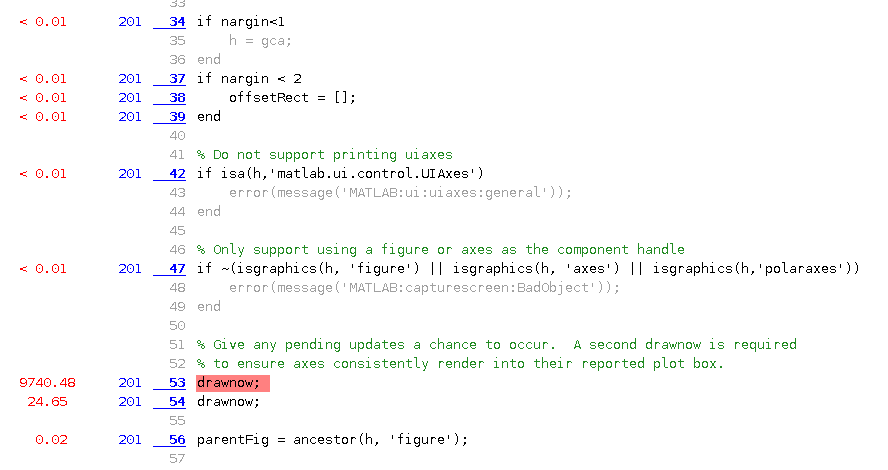 33
< 0.01 201 34 if nargin<1
35 h = gca;
36 end
< 0.01 201 37 if nargin < 2
< 0.01 201 38 offsetRect = [];
< 0.01 201 39 end
40
41 % Do not support printing uiaxes
< 0.01 201 42 if isa(h,'matlab.ui.control.UIAxes')
43 error(message('MATLAB:ui:uiaxes:general'));
44 end
45
46 % Only support using a figure or axes as the component handle
< 0.01 201 47 if ~(isgraphics(h, 'figure') || isgraphics(h, 'axes') || isgraphics(h,'polaraxes'))
48 error(message('MATLAB:capturescreen:BadObject'));
49 end
50
51 % Give any pending updates a chance to occur.  A second drawnow is required
52 % to ensure axes consistently render into their reported plot box.
9740.48 201 53 drawnow;
24.65 201 54 drawnow;
55
0.02 201 56 parentFig = ancestor(h, 'figure');
57